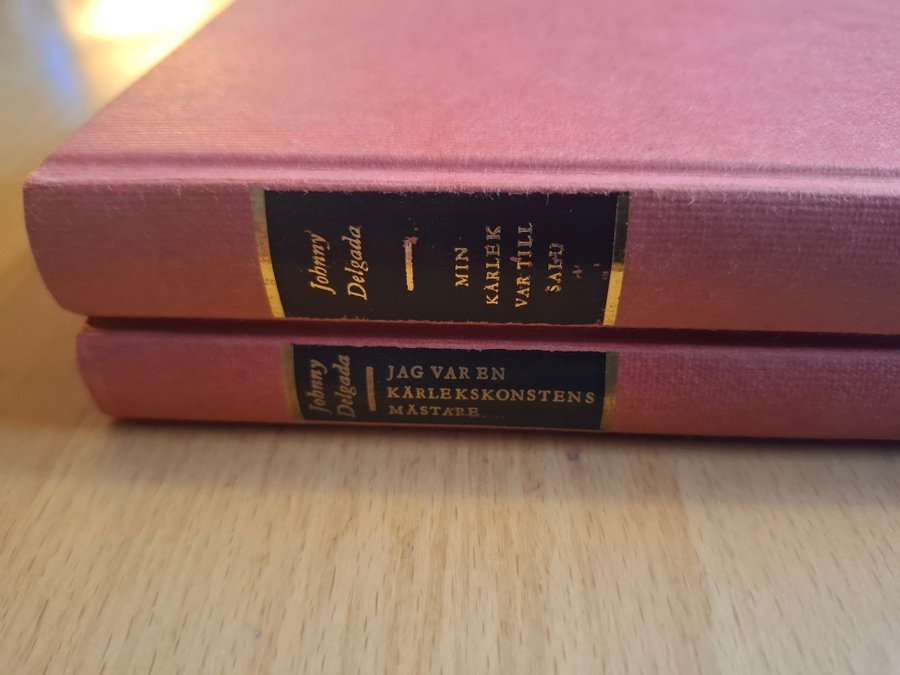 Johnny
Delgada
MIN
KÄRLEK
VAR TILL
SALU
Johnny
Delgada
JAG VAR EN
KÄRLEKSKONSTENS
MÄSTARE